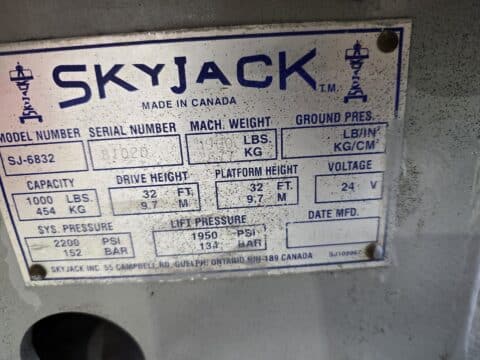 SKYJACK T.M.
MADE IN CANADA
MODEL NUMBER SERIAL NUMBER MACH. WEIGHT GROUND PRES.
SJ-6832 LBS. LB/IN²
KG KG/CM²
CAPACITY DRIVE HEIGHT PLATFORM HEIGHT VOLTAGE
1000 LBS. 32 FT. 32 FT. 24 V
454 KG 9.7 M 9.7 M
SYS. PRESSURE LIFT PRESSURE DATE MFD.
2200 PSI 1950 PSI
152 BAR 134 BAR
SKYJACK INC. 55 CAMPBELL RD. GUELPH, ONTARIO CANADA